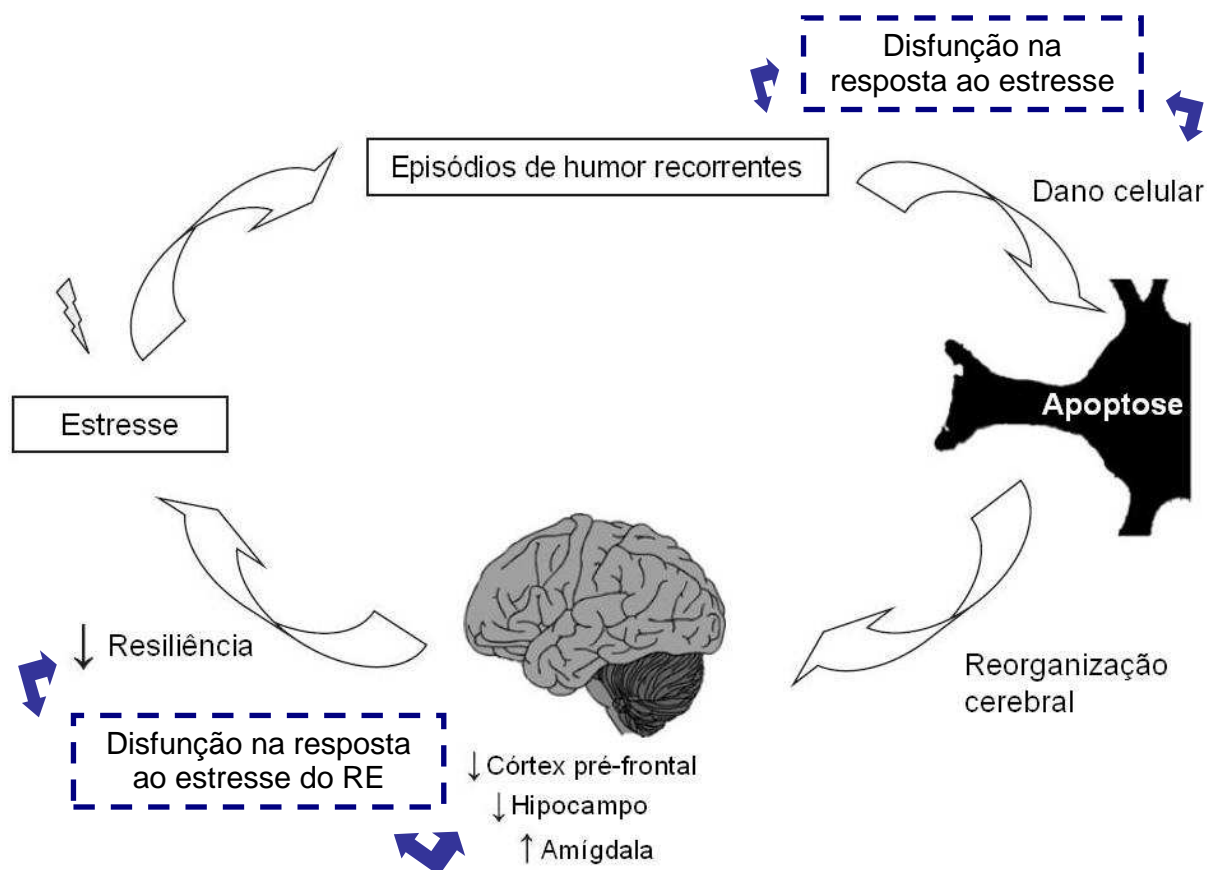 Disfunção na
resposta ao estresse
Episódios de humor recorrentes
Dano celular
Apoptose
Estresse
↓ Resiliência
Reorganização
cerebral
Disfunção na resposta
ao estresse do RE
↓ Córtex pré-frontal
↓ Hipocampo
↑ Amígdala